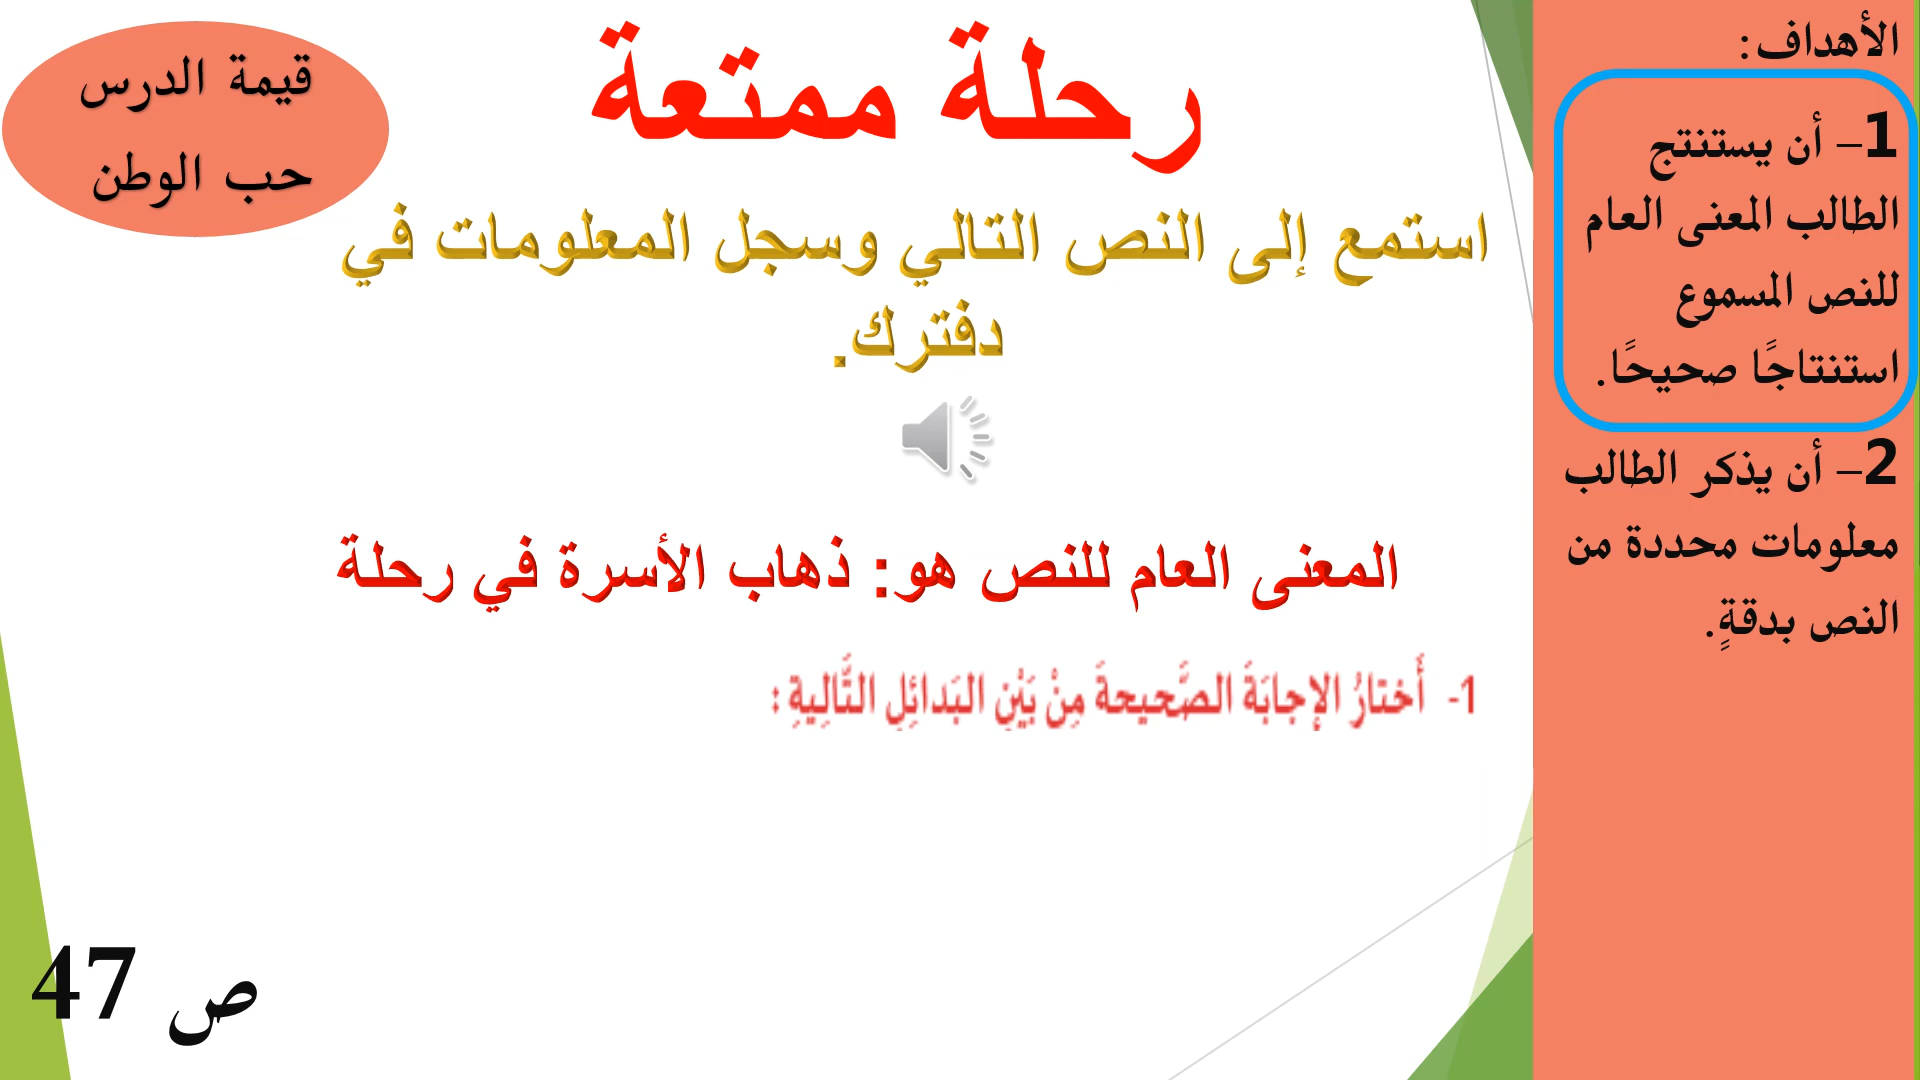 رحلة ممتعة
قيمة الدرس
حب الوطن
استمع إلى النص التالي وسجل المعلومات في
دفترك.
المعنى العام للنص هو: ذهاب الأسرة في رحلة
1- أَختارُ الإجابَةَ الصَّحيحةَ مِنْ بَيْنِ البَدائِلِ التَّالِيةِ :
ص 47
الأهداف:
1– أن يستنتج
الطالب المعنى العام
للنص المسموع
استنتاجًا صحيحًا.
2– أن يذكر الطالب
معلومات محددة من
النص بدقةٍ.